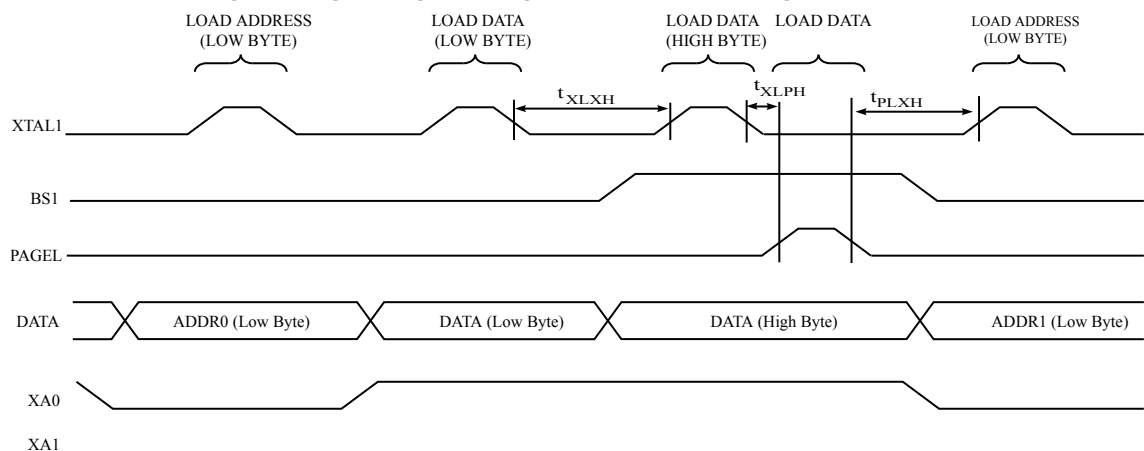 LOAD ADDRESS
(LOW BYTE)
LOAD DATA
(LOW BYTE)
LOAD DATA
(HIGH BYTE)
LOAD DATA
LOAD ADDRESS
(LOW BYTE)
tXLXH
tXLPH
tPLXH
XTAL1
BS1
PAGEL
DATA
ADDR0 (Low Byte)
DATA (Low Byte)
DATA (High Byte)
ADDR1 (Low Byte)
XA0
XA1